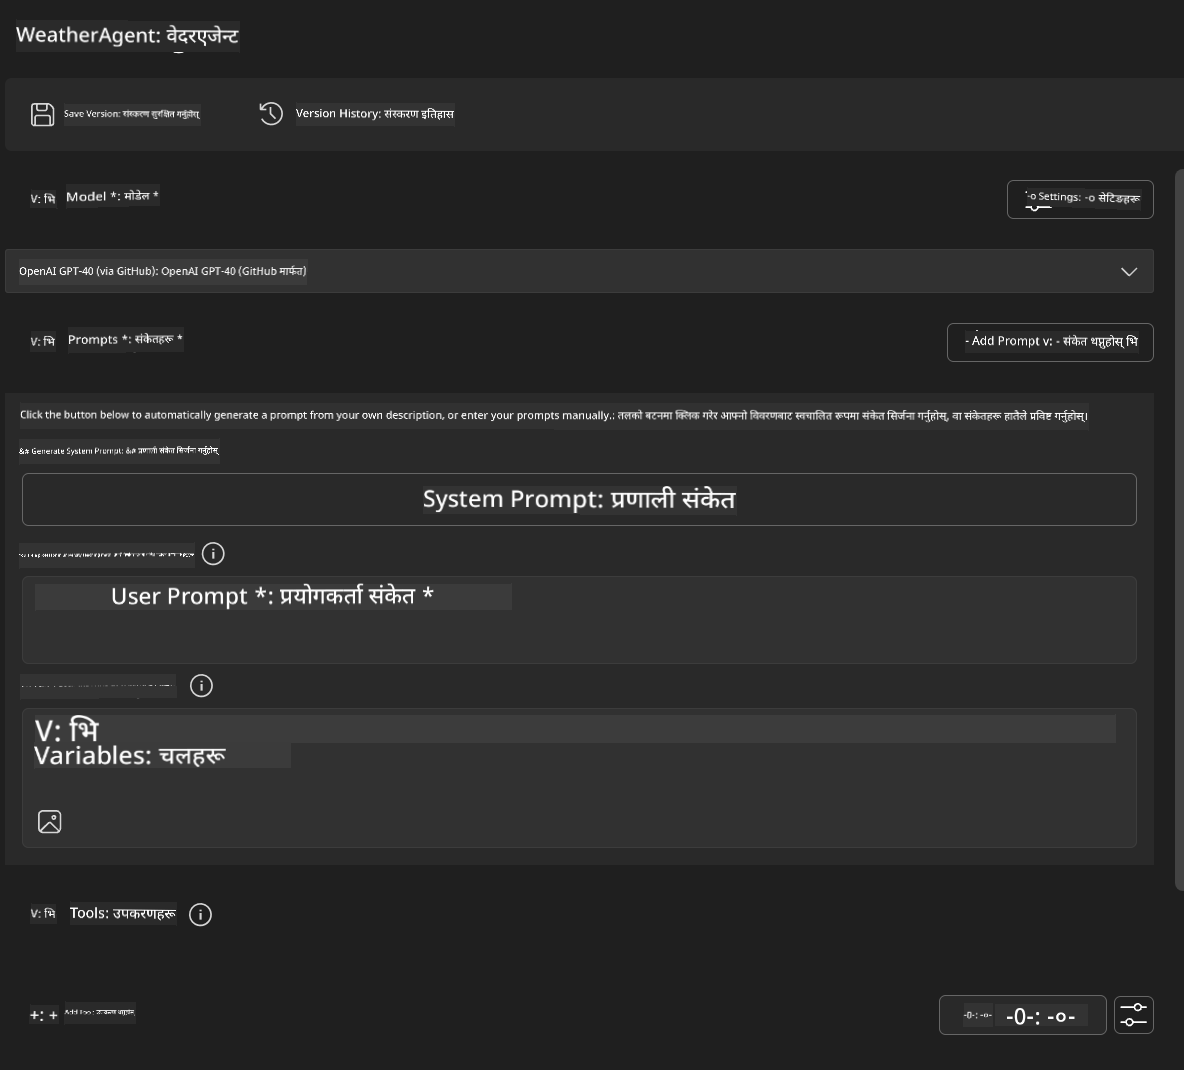 WeatherAgent: वेदरएजेन्ट
Save Version: संस्करण सुरक्षित गर्नुहोस्
Version History: संस्करण इतिहास
V: भि Model *: मोडेल *
-o Settings: -o सेटिङहरू
OpenAI GPT-40 (via GitHub): OpenAI GPT-40 (GitHub मार्फत)
V: भि Prompts *: संकेतहरू *
- Add Prompt v: - संकेत थप्नुहोस् भि
Click the button below to automatically generate a prompt from your own description, or enter your prompts manually.: तलको बटनमा क्लिक गरेर आफ्नो विवरणबाट स्वचालित रूपमा संकेत सिर्जना गर्नुहोस्, वा संकेतहरू हातैले प्रविष्ट गर्नुहोस्।
&# Generate System Prompt: &# प्रणाली संकेत सिर्जना गर्नुहोस्
System Prompt: प्रणाली संकेत
User Prompt *: प्रयोगकर्ता संकेत *
V: भि
Variables: चलहरू
V: भि Tools: उपकरणहरू
+: + Add Tool: उपकरण थप्नुहोस्
-0-: -०- -0-: -०-